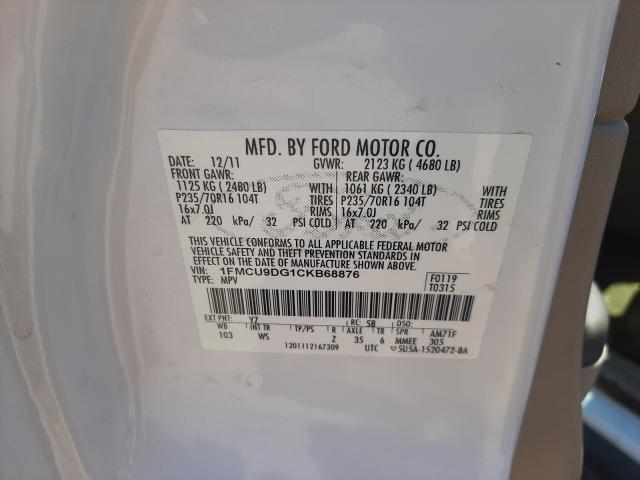 MFD. BY FORD MOTOR CO.
DATE: 12/11 GVWR: 2123 KG ( 4680 LB)
FRONT GAWR: REAR GAWR:
1125 KG ( 2480 LB) WITH 1061 KG ( 2340 LB) WITH
P235/70R16 104T TIRES P235/70R16 104T TIRES
16x7.0J RIMS 16x7.0J RIMS
AT 220 kPa/ 32 PSI COLD AT 220 kPa/ 32 PSI COLD
THIS VEHICLE CONFORMS TO ALL APPLICABLE FEDERAL MOTOR
VEHICLE SAFETY AND THEFT PREVENTION STANDARDS IN
EFFECT ON THE DATE OF MANUFACTURE SHOWN ABOVE.
VIN: 1FMCU9DG1CKB68876 F0119
TYPE: MPV T0315
EXT PNT: YZ RC: 58 DSO:
WB INT TR TP/PS R AXLE TR SPR AM71F
103 WS Z 35 6 MMEE 305
1201112167309 UTC 5U5A-1520472-BA